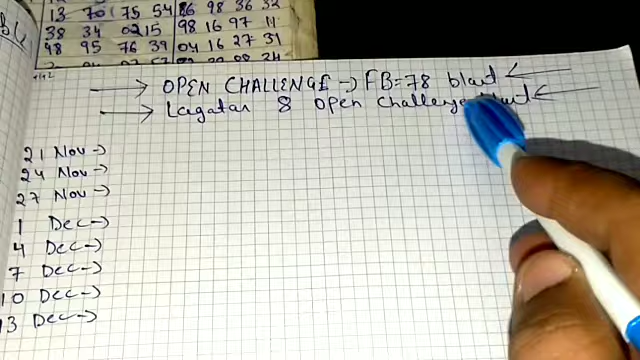 13 70 75 54 86 98 36 32
38 34 02 15 98 16 97 11
48 95 76 39 04 16 27 31
OPEN CHALLENGE -> FB=78 blast
Lagatar 8 Open challenge
21 Nov->
24 Nov->
27 Nov->
1 Dec->
4 Dec->
7 Dec->
10 Dec->
13 Dec->